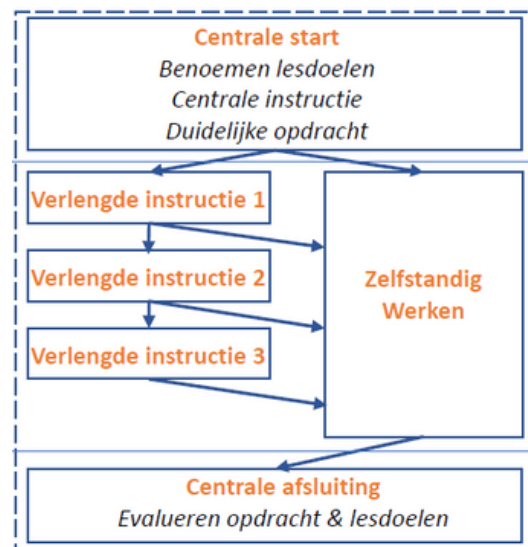 Centrale start
Benoemen lesdoelen
Centrale instructie
Duidelijke opdracht
Verlengde instructie 1
Verlengde instructie 2
Verlengde instructie 3
Zelfstandig
Werken
Centrale afsluiting
Evalueren opdracht & lesdoelen